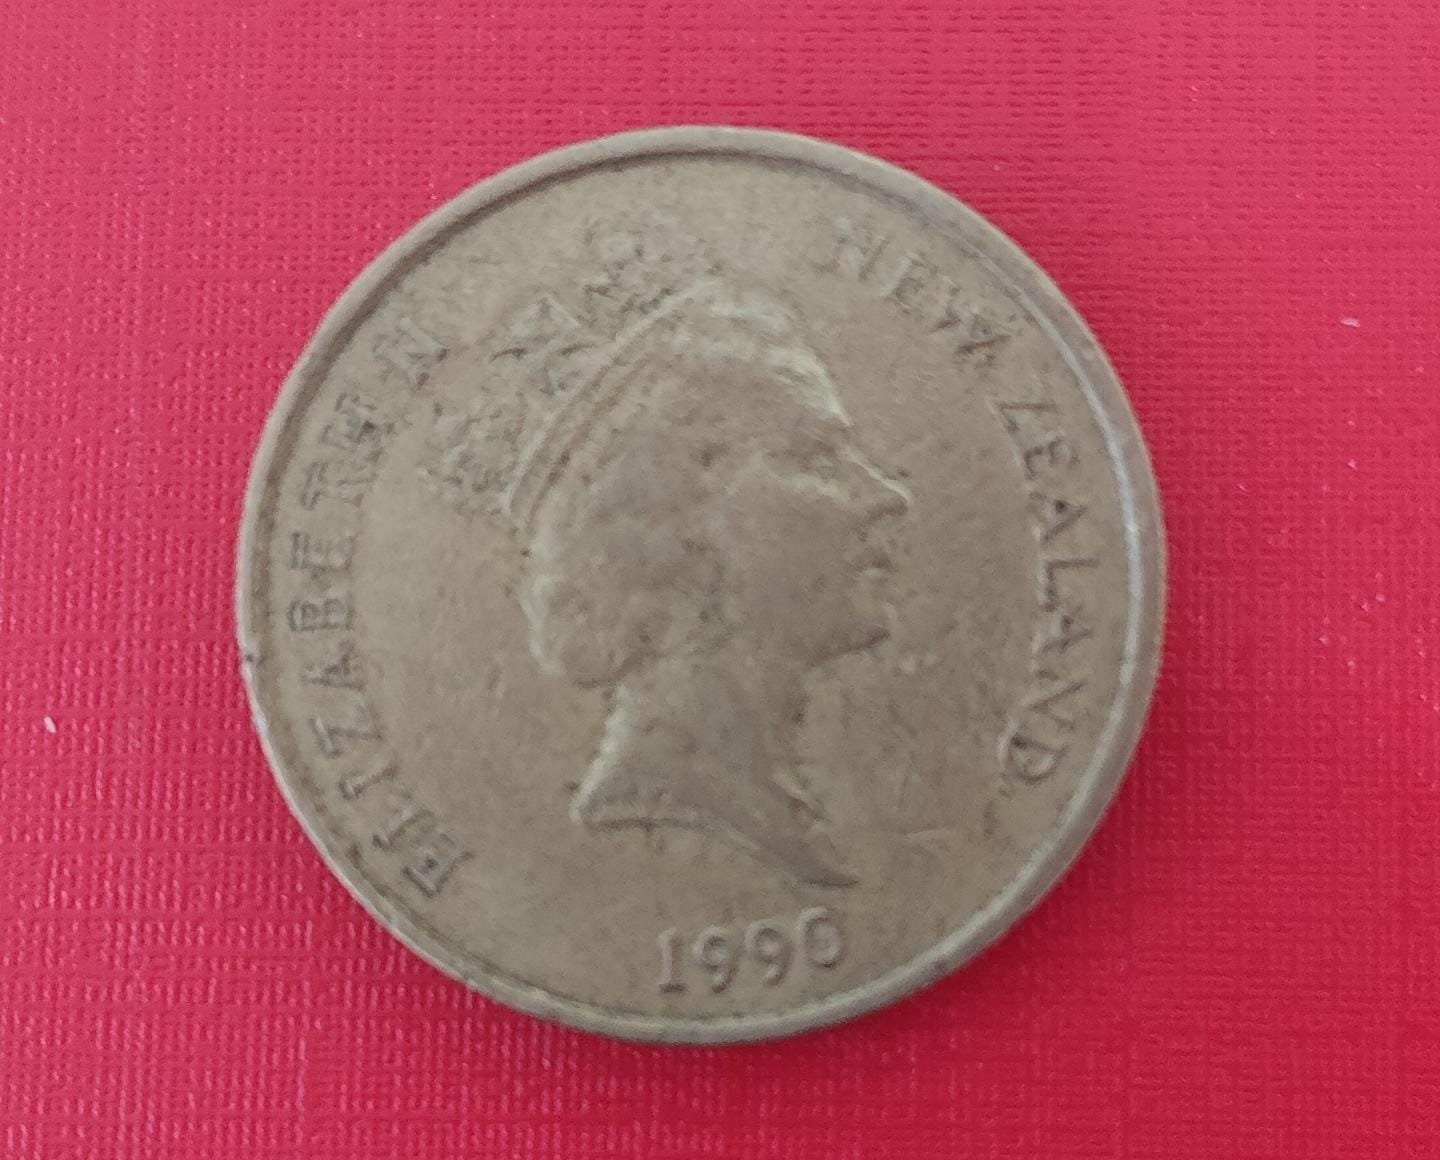 ELIZABETH II
NEW ZEALAND
1990